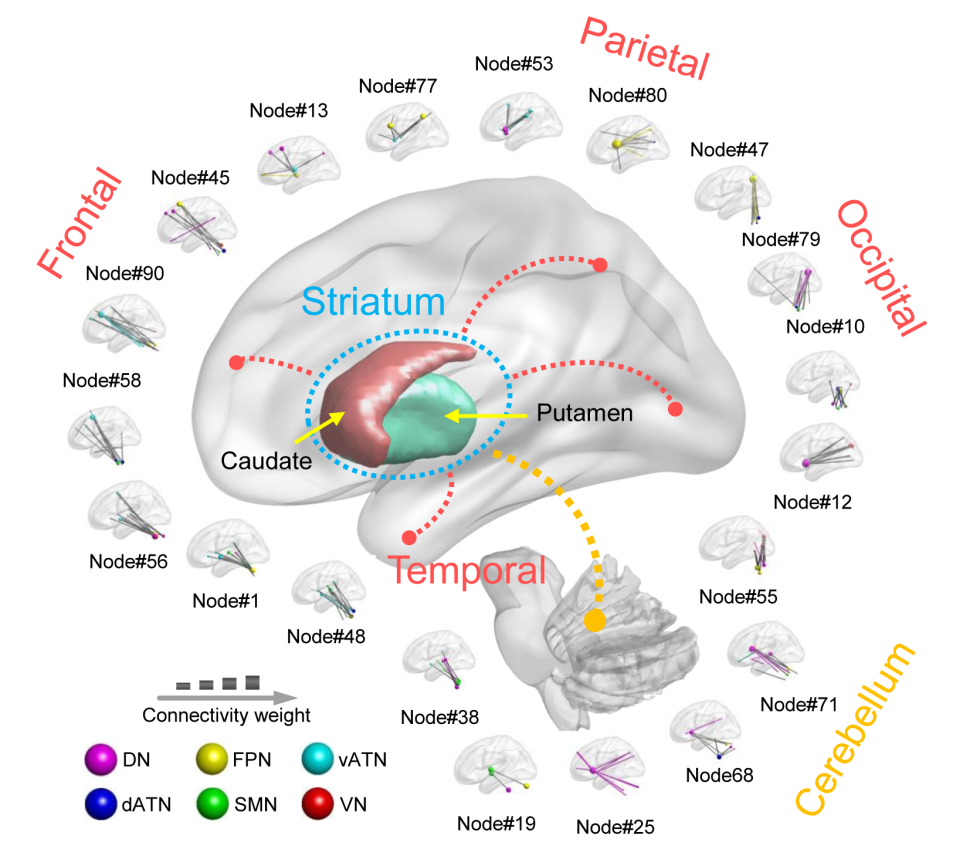 Parietal
Node#53
Node#77
Node#80
Node#13
Node#47
Node#45
Frontal
Occipital
Node#79
Node#90
Striatum
Node#10
Node#58
Putamen
Caudate
Node#12
Node#56
Temporal
Node#55
Node#1
Node#48
Cerebellum
Node#71
Connectivity weight
Node#38
DN
FPN
vATN
Node68
dATN
SMN
VN
Node#19
Node#25